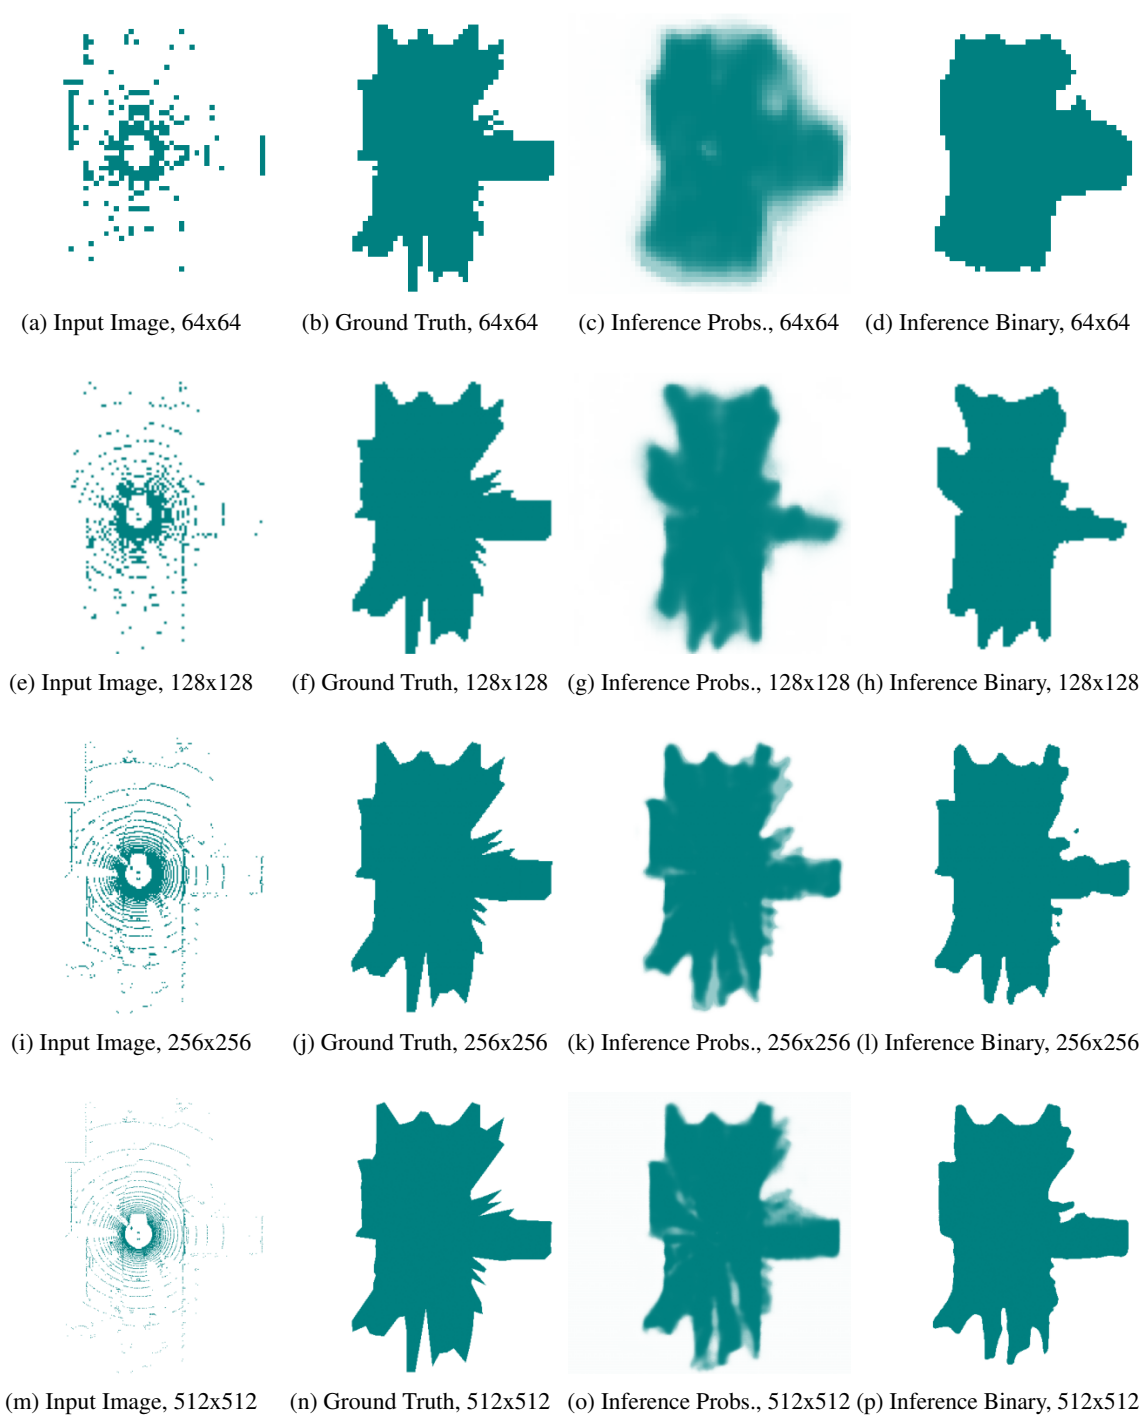 (a) Input Image, 64x64 (b) Ground Truth, 64x64 (c) Inference Probs., 64x64 (d) Inference Binary, 64x64
(e) Input Image, 128x128 (f) Ground Truth, 128x128 (g) Inference Probs., 128x128 (h) Inference Binary, 128x128
(i) Input Image, 256x256 (j) Ground Truth, 256x256 (k) Inference Probs., 256x256 (l) Inference Binary, 256x256
(m) Input Image, 512x512 (n) Ground Truth, 512x512 (o) Inference Probs., 512x512 (p) Inference Binary, 512x512